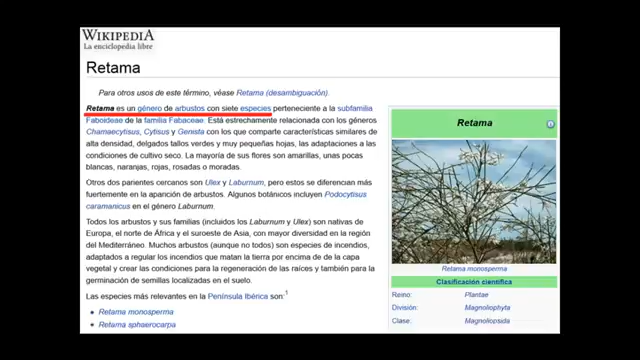 WIKIPEDIA
La enciclopedia libre
Retama
Para otros usos de este término, véase Retama (desambiguación).
Retama es un género de arbustos con siete especies perteneciente a la subfamilia
Faboideae de la familia Fabaceae. Está estrechamente relacionada con los géneros
Chamaecytisus, Cytisus y Genista con los que comparte características similares de
alta densidad, delgados tallos verdes y muy pequeñas hojas, las adaptaciones a las
condiciones de cultivo seco. La mayoría de sus flores son amarillas, unas pocas
blancas, naranjas, rojas, rosadas o moradas.
Otros dos parientes cercanos son Ulex y Laburnum, pero estos se diferencian más
fuertemente en la aparición de arbustos. Algunos botánicos incluyen Podocytisus
caramanicus en el género Laburnum.
Todos los arbustos y sus familias (incluidos los Laburnum y Ulex) son nativas de
Europa, el norte de África y el suroeste de Asia, con mayor diversidad en la región
del Mediterráneo. Muchos arbustos (aunque no todos) son especies de incendios,
adaptados a regular los incendios que matan la tierra por encima de de la capa
vegetal y crear las condiciones para la regeneración de las raíces y también para la
germinación de semillas localizadas en el suelo.
Las especies más relevantes en la Península Ibérica son:1
Retama monosperma
Retama sphaerocarpa
Retama
Retama monosperma
Clasificación científica
Reino: Plantae
División: Magnoliophyta
Clase: Magnoliopsida